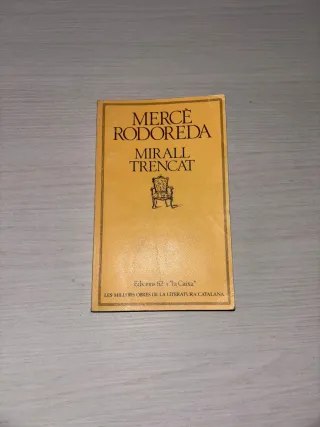 MERCÈ
RODOREDA
MIRALL
TRENCAT
Edicions 62 i "la Caixa"
LES MILLORS OBRES DE LA LITERATURA CATALANA